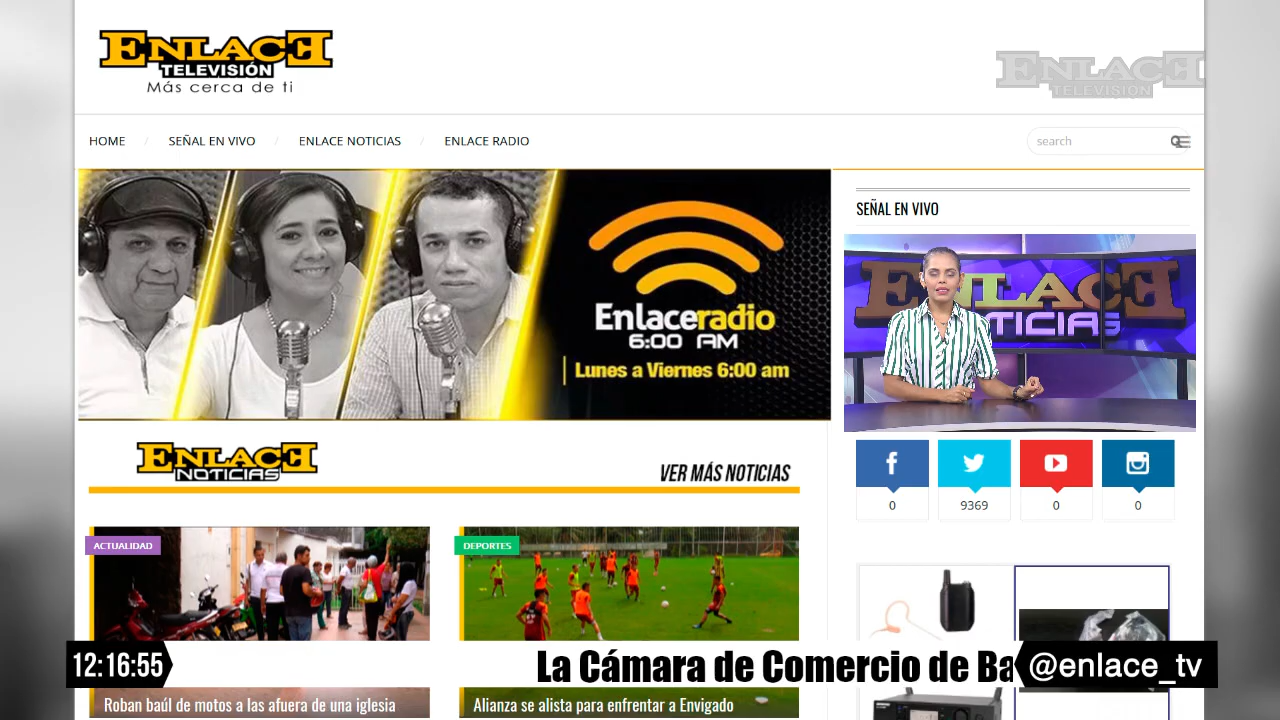 ENLACE
TELEVISIÓN
Más cerca de ti
ENLACE
TELEVISIÓN
HOME / SEÑAL EN VIVO / ENLACE NOTICIAS / ENLACE RADIO
search
SEÑAL EN VIVO
Enlaceradio
6:00 AM
Lunes a Viernes 6:00 am
ENLACE
NOTICIAS
ENLACE
NOTICIAS
VER MÁS NOTICIAS
0
9369
0
0
ACTUALIDAD
DEPORTES
12:16:55
La Cámara de Comercio de Ba
@enlace_tv
Roban baúl de motos a las afuera de una iglesia
Alianza se alista para enfrentar a Envigado